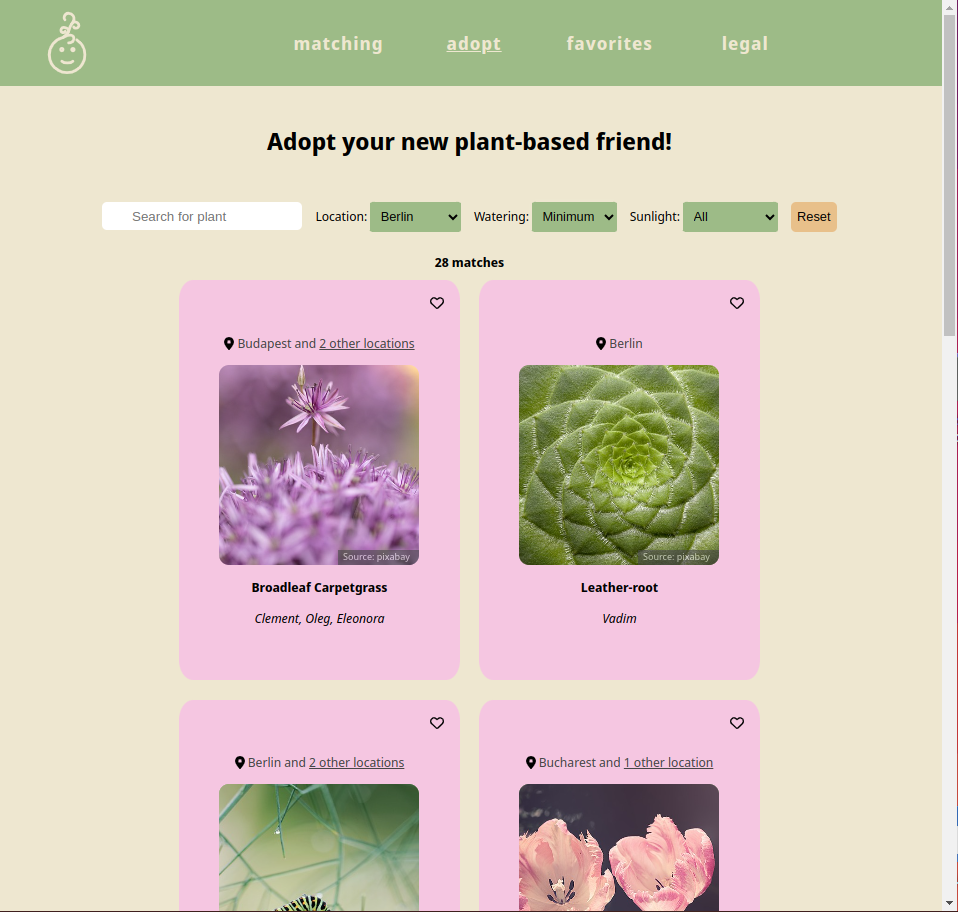 matching adopt favorites legal
Adopt your new plant-based friend!
Search for plant Location: Berlin Watering: Minimum Sunlight: All Reset
28 matches
Budapest and 2 other locations
Source: pixabay
Broadleaf Carpetgrass
Clement, Oleg, Eleonora
Berlin
Source: pixabay
Leather-root
Vadim
Berlin and 2 other locations
Bucharest and 1 other location